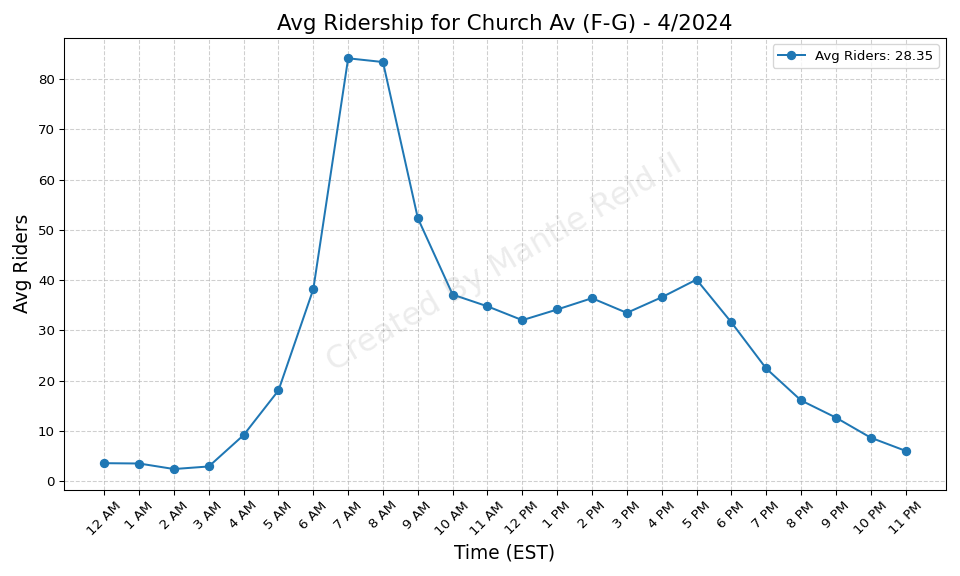 Avg Ridership for Church Av (F-G) - 4/2024
Avg Riders: 28.35
80
70
60
50
40
30
20
10
0
Avg Riders
Created By Mantie Reid II
12 AM
1 AM
2 AM
3 AM
4 AM
5 AM
6 AM
7 AM
8 AM
9 AM
10 AM
11 AM
12 PM
1 PM
2 PM
3 PM
4 PM
5 PM
6 PM
7 PM
8 PM
9 PM
10 PM
11 PM
Time (EST)